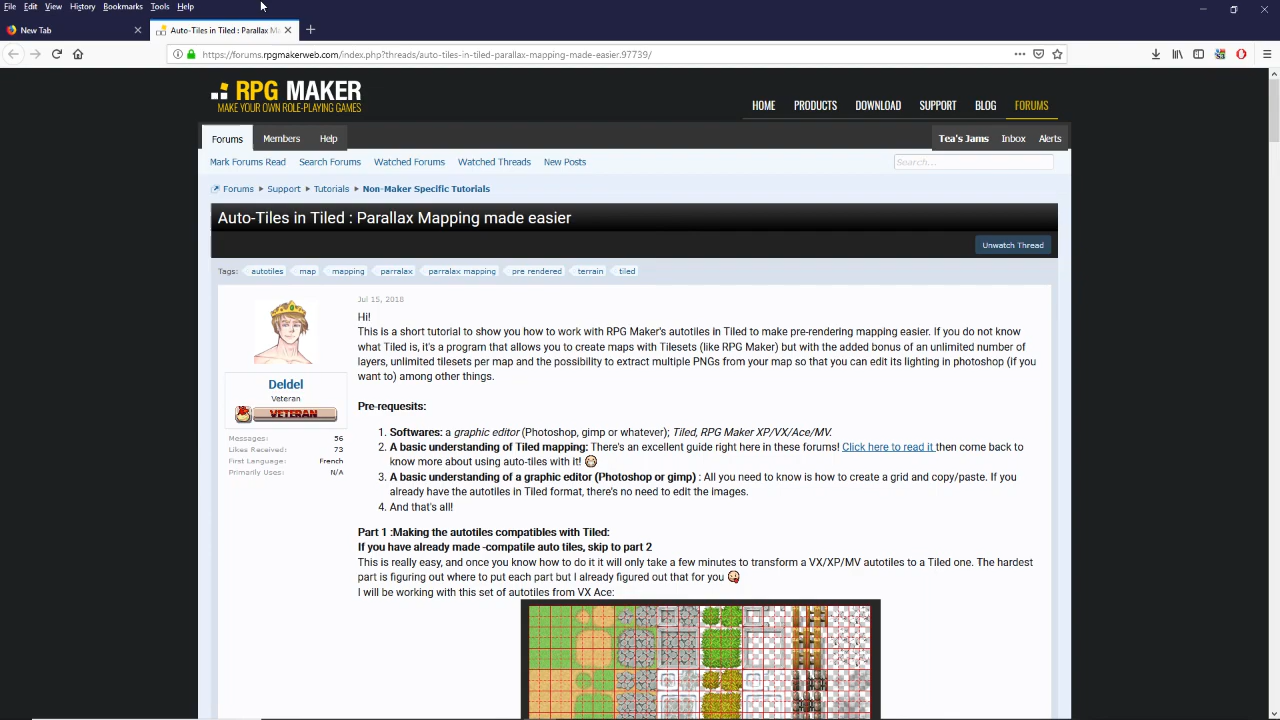 File Edit View History Bookmarks Tools Help
New Tab
Auto-Tiles in Tiled : Parallax M
https://forums.rpgmakerweb.com/index.php?threads/auto-tiles-in-tiled-parallax-mapping-made-easier.97739/
RPG MAKER
MAKE YOUR OWN ROLE-PLAYING GAMES
HOME PRODUCTS DOWNLOAD SUPPORT BLOG FORUMS
Forums Members Help
Tea's Jams Inbox Alerts
Mark Forums Read Search Forums Watched Forums Watched Threads New Posts
Search...
Forums Support Tutorials Non-Maker Specific Tutorials
Auto-Tiles in Tiled : Parallax Mapping made easier
Unwatch Thread
Tags: autotiles map mapping parralax parralax mapping pre rendered terrain tiled
Deldel
Veteran
VETERAN
Messages: 56
Likes Received: 73
First Language: French
Primarily Uses: N/A
Jul 15, 2018
Hi!
This is a short tutorial to show you how to work with RPG Maker's autotiles in Tiled to make pre-rendering mapping easier. If you do not know
what Tiled is, it's a program that allows you to create maps with Tilesets (like RPG Maker) but with the added bonus of an unlimited number of
layers, unlimited tilesets per map and the possibility to extract multiple PNGs from your map so that you can edit its lighting in photoshop (if you
want to) among other things.
Pre-requesits:
1. Softwares: a graphic editor (Photoshop, gimp or whatever); Tiled, RPG Maker XP/VX/Ace/MV.
2. A basic understanding of Tiled mapping: There's an excellent guide right here in these forums! Click here to read it then come back to
know more about using auto-tiles with it!
3. A basic understanding of a graphic editor (Photoshop or gimp) : All you need to know is how to create a grid and copy/paste. If you
already have the autotiles in Tiled format, there's no need to edit the images.
4. And that's all!
Part 1 :Making the autotiles compatibles with Tiled:
If you have already made -compatile auto tiles, skip to part 2
This is really easy, and once you know how to do it it will only take a few minutes to transform a VX/XP/MV autotiles to a Tiled one. The hardest
part is figuring out where to put each part but I already figured out that for you
I will be working with this set of autotiles from VX Ace: